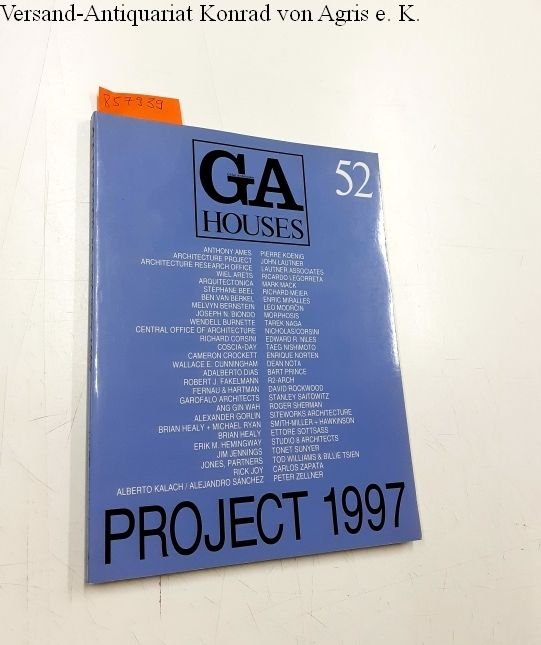 Versand-Antiquariat Konrad von Agris e. K.
857939
GA
HOUSES
52
ANTHONY AMES
ARCHITECTURE PROJECT
ARCHITECTURE RESEARCH OFFICE
WIEL ARETS
ARQUITECTONICA
STÉPHANE BEEL
BEN VAN BERKEL
MELVYN BERNSTEIN
JOSEPH N. BIONDO
WENDELL BURNETTE
CENTRAL OFFICE OF ARCHITECTURE
RICHARD CORSINI
COSCIA-DAY
CAMERON CROCKETT
WALLACE E. CUNNINGHAM
ADALBERTO DIAS
ROBERT J. FAKELMANN
FERNAU & HARTMAN
GAROFALO ARCHITECTS
ANG GIN WAH
ALEXANDER GORLIN
BRIAN HEALY + MICHAEL RYAN
BRIAN HEALY
ERIK M. HEMINGWAY
JIM JENNINGS
JONES, PARTNERS
RICK JOY
ALBERTO KALACH / ALEJANDRO SANCHEZ
PIERRE KOENIG
JOHN LAUTNER
LAUTNER ASSOCIATES
RICARDO LEGORRETA
MARK MACK
RICHARD MEIER
ENRIC MIRALLES
LEO MODRČIN
MORPHOSIS
TAREK NAGA
NICHOLAS/CORSINI
EDWARD R. NILES
TAEG NISHIMOTO
ENRIQUE NORTEN
DEAN NOTA
BART PRINCE
R2-ARCH
DAVID ROCKWOOD
STANLEY SAITOWITZ
ROGER SHERMAN
SITEWORKS ARCHITECTURE
SMITH-MILLER + HAWKINSON
ETTORE SOTTSASS
STUDIO 8 ARCHITECTS
TONET SUNYER
TOD WILLIAMS & BILLIE TSIEN
CARLOS ZAPATA
PETER ZELLNER
PROJECT 1997